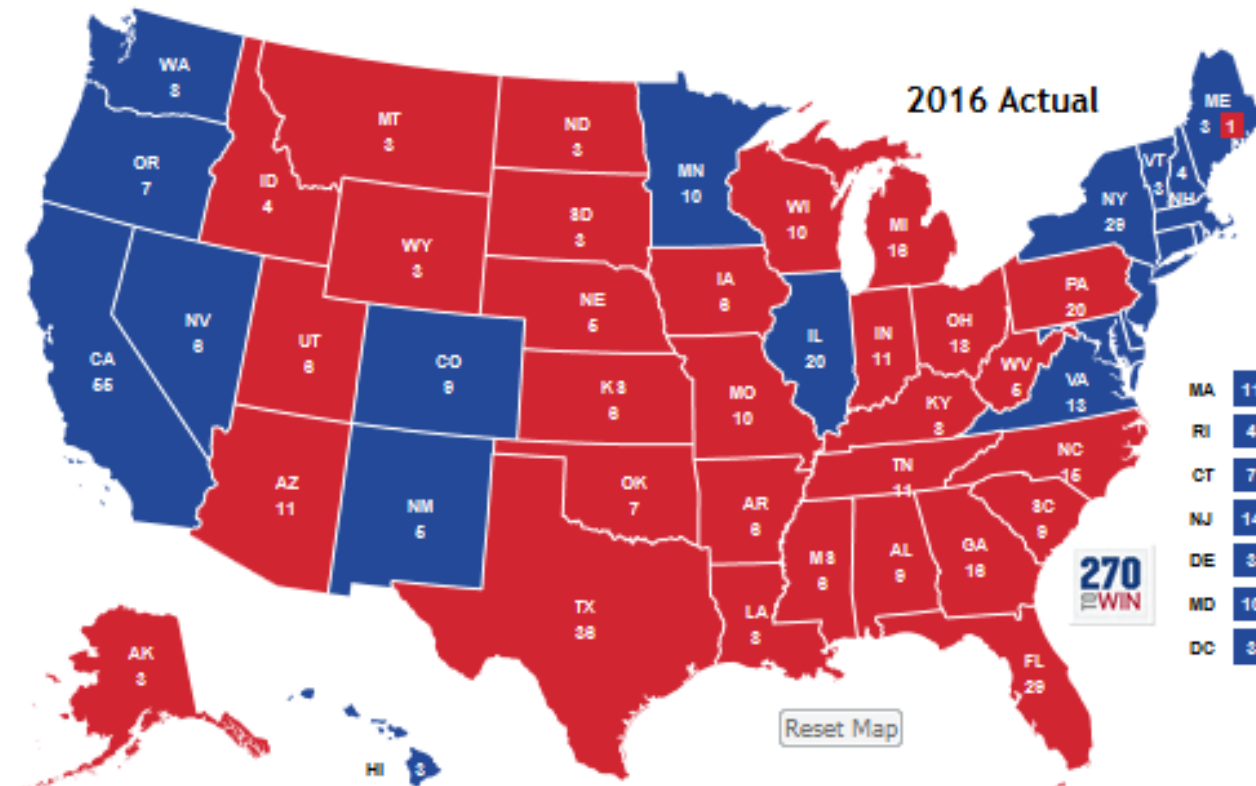 2016 Actual
WA
8
OR
7
CA
55
NV
6
ID
4
MT
3
WY
3
UT
6
CO
9
AZ
11
NM
5
ND
3
SD
3
NE
5
KS
6
OK
7
TX
36
MN
10
IA
6
MO
10
AR
6
LA
8
WI
10
IL
20
MI
16
IN
11
OH
18
KY
8
TN
11
MS
6
AL
9
GA
16
FL
29
SC
9
NC
15
VA
13
WV
5
PA
20
NY
29
VT
3
4
NH
ME
3 1
MA 11
RI 4
CT 7
NJ 14
DE 3
MD 10
DC 3
270
TO WIN
AK
3
HI 3
Reset Map